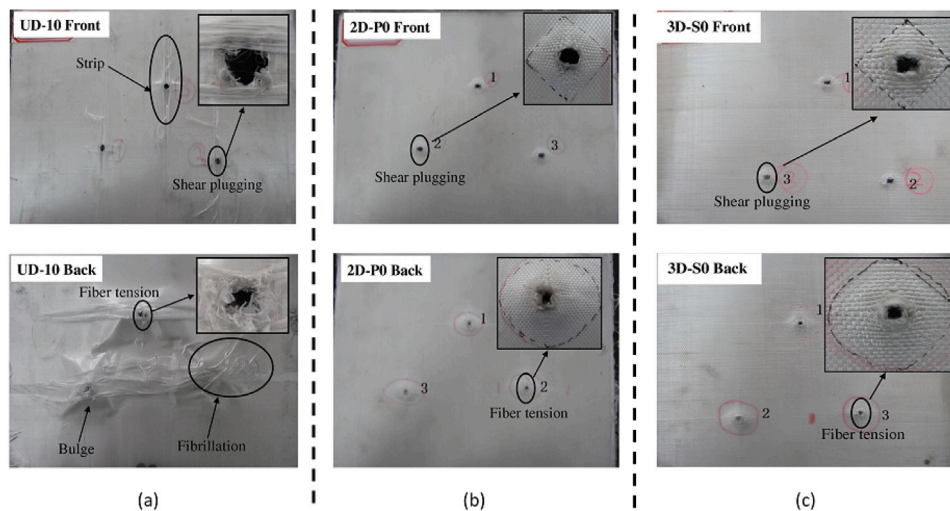 UD-10 Front
Strip
Shear plugging
UD-10 Back
Fiber tension
Bulge
Fibrillation
(a)
2D-P0 Front
1
2
3
Shear plugging
2D-P0 Back
1
3
2
Fiber tension
(b)
3D-S0 Front
1
3
2
Shear plugging
3D-S0 Back
1
2
3
Fiber tension
(c)